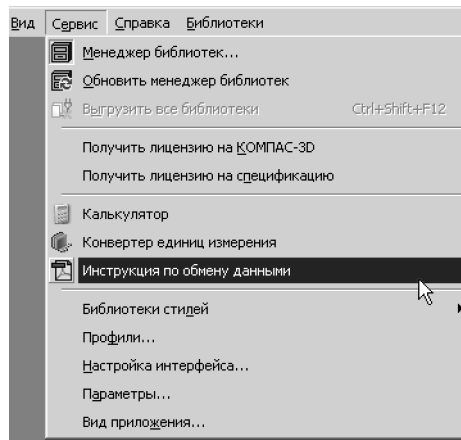 Вид Сервис Справка Библиотеки
Менеджер библиотек...
Обновить менеджер библиотек
Выгрузить все библиотеки Ctrl+Shift+F12
Получить лицензию на КОМПАС-3D
Получить лицензию на спецификацию
Калькулятор
Конвертер единиц измерения
Инструкция по обмену данными
Библиотеки стилей
Профили...
Настройка интерфейса...
Параметры...
Вид приложения...